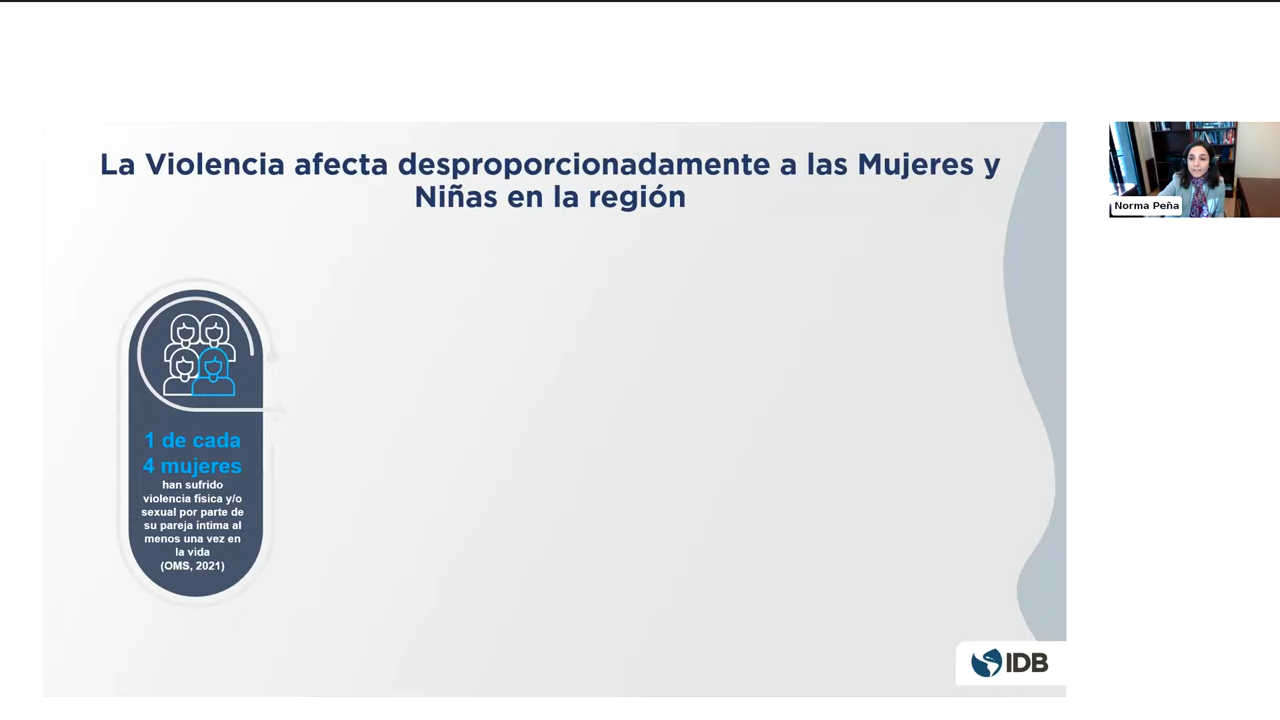 La Violencia afecta desproporcionadamente a las Mujeres y
Niñas en la región
1 de cada
4 mujeres
han sufrido
violencia física y/o
sexual por parte de
su pareja íntima al
menos una vez en
la vida
(OMS, 2021)
IDB
Norma Peña